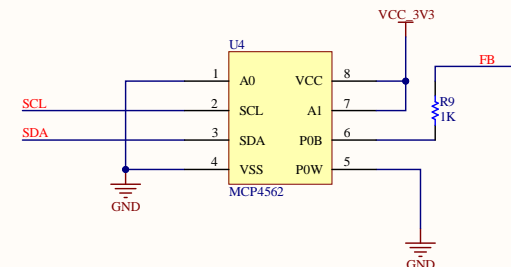 VCC_3V3
U4
FB
1 A0 VCC 8
SCL 2 SCL A1 7
R9
1K
SDA 3 SDA P0B 6
4 VSS P0W 5
MCP4562
GND
GND